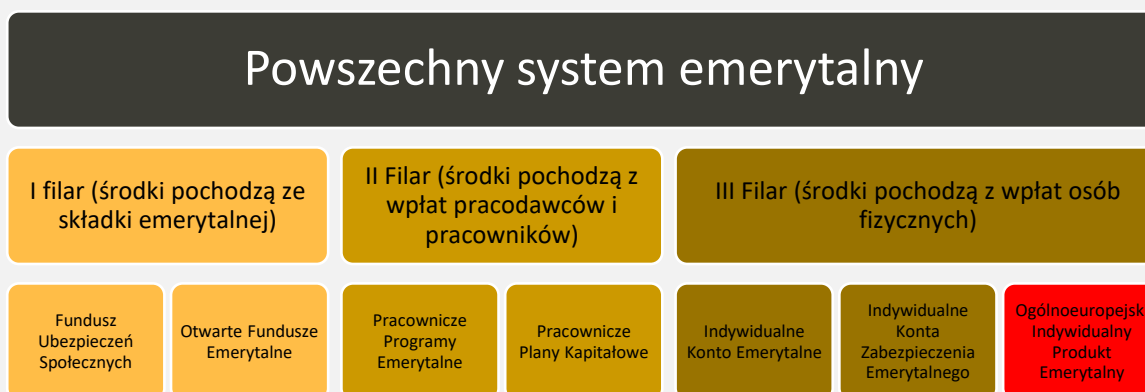 Powszechny system emerytalny
I filar (środki pochodzą ze
składki emerytalnej)
II Filar (środki pochodzą z
wpłat pracodawców i
pracowników)
III Filar (środki pochodzą z wpłat osób
fizycznych)
Fundusz
Ubezpieczeń
Społecznych
Otwarte Fundusze
Emerytalne
Pracownicze
Programy
Emerytalne
Pracownicze
Plany Kapitałowe
Indywidualne
Konto Emerytalne
Indywidualne
Konta
Zabezpieczenia
Emerytalnego
Ogólnoeuropejsk
Indywidualny
Produkt
Emerytalny